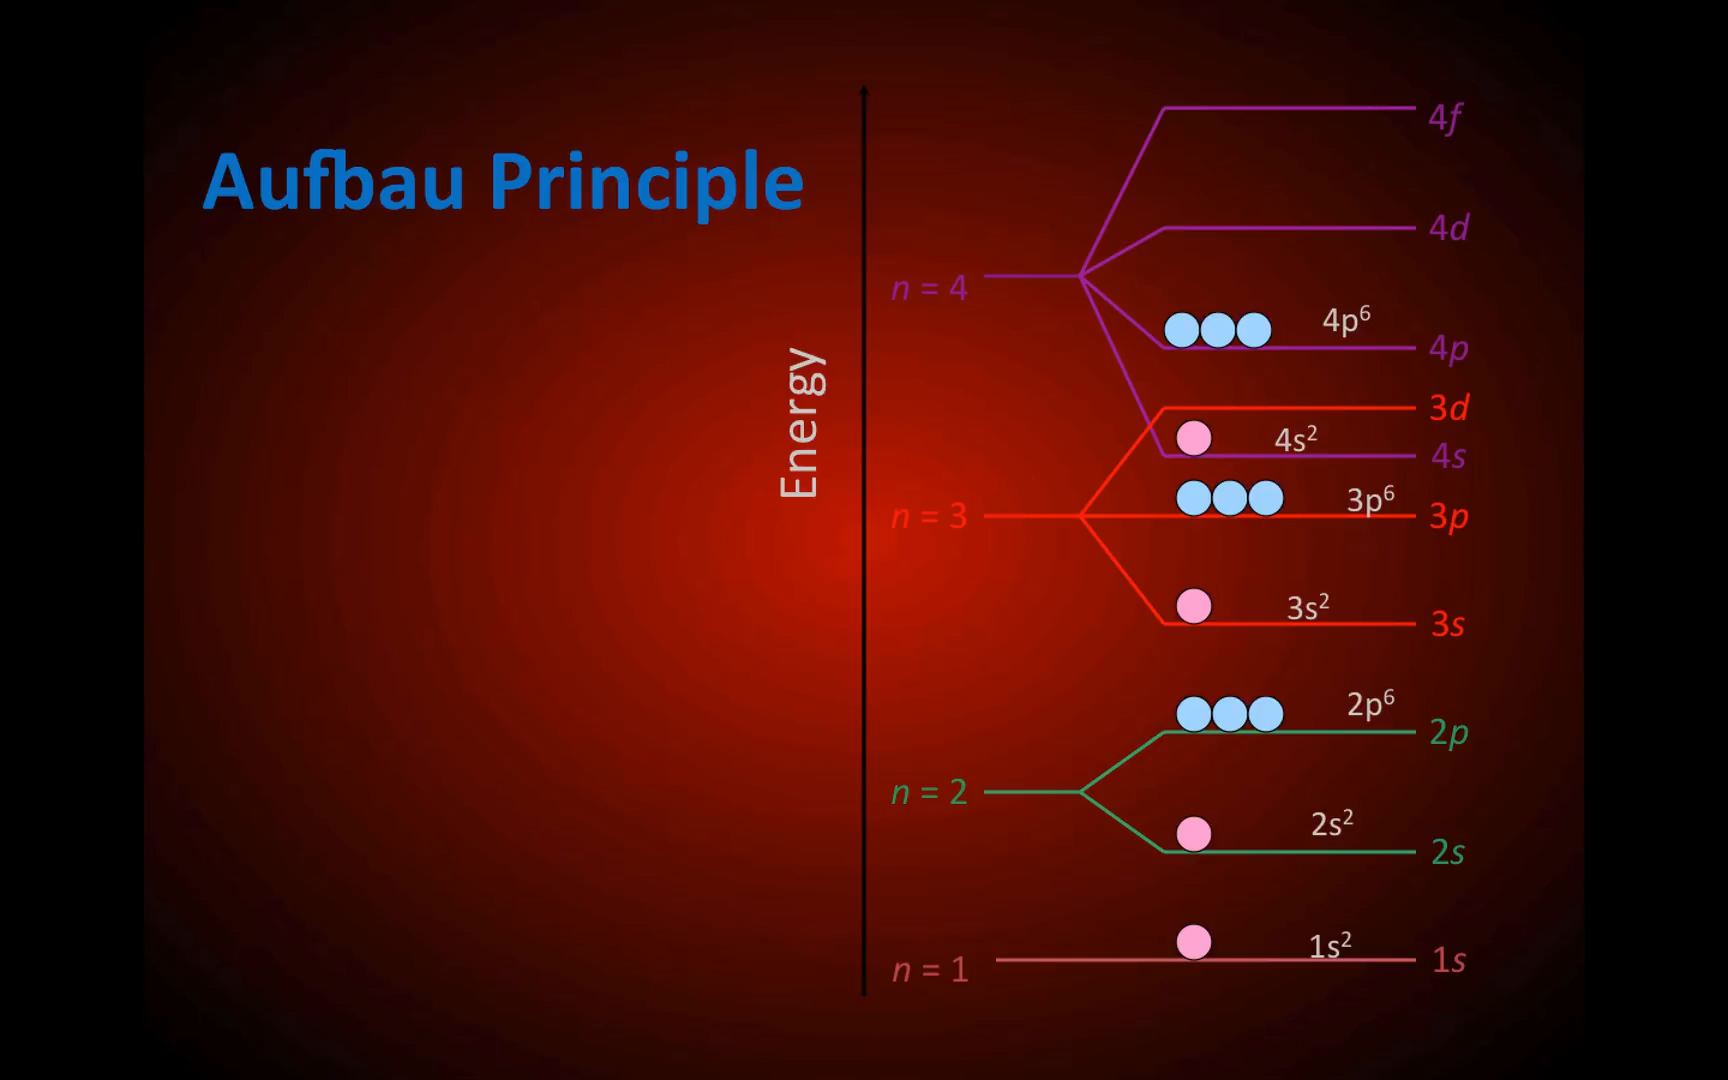 Aufbau Principle
Energy
4f
4d
n = 4
4p⁶
4p
3d
4s²
4s
3p⁶
n = 3
3p
3s²
3s
2p⁶
2p
n = 2
2s²
2s
1s²
n = 1
1s